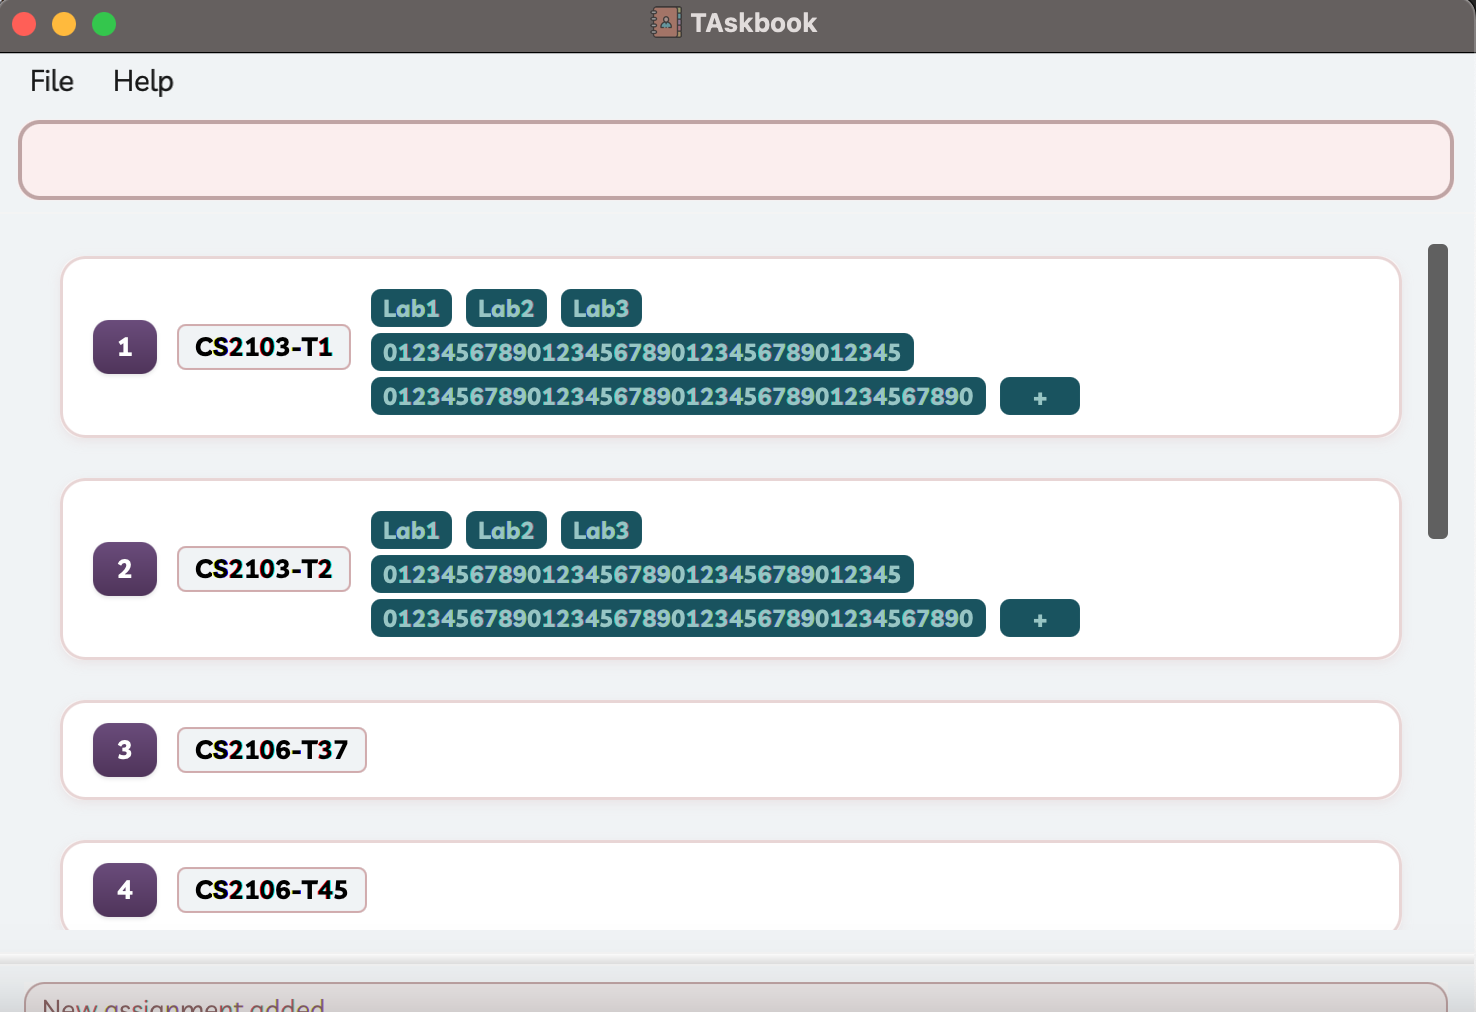 TAskbook
File Help
1 CS2103-T1
Lab1 Lab2 Lab3
012345678901234567890123456789012345
01234567890123456789012345678901234567890 +
2 CS2103-T2
Lab1 Lab2 Lab3
012345678901234567890123456789012345
01234567890123456789012345678901234567890 +
3 CS2106-T37
4 CS2106-T45
New assignment added